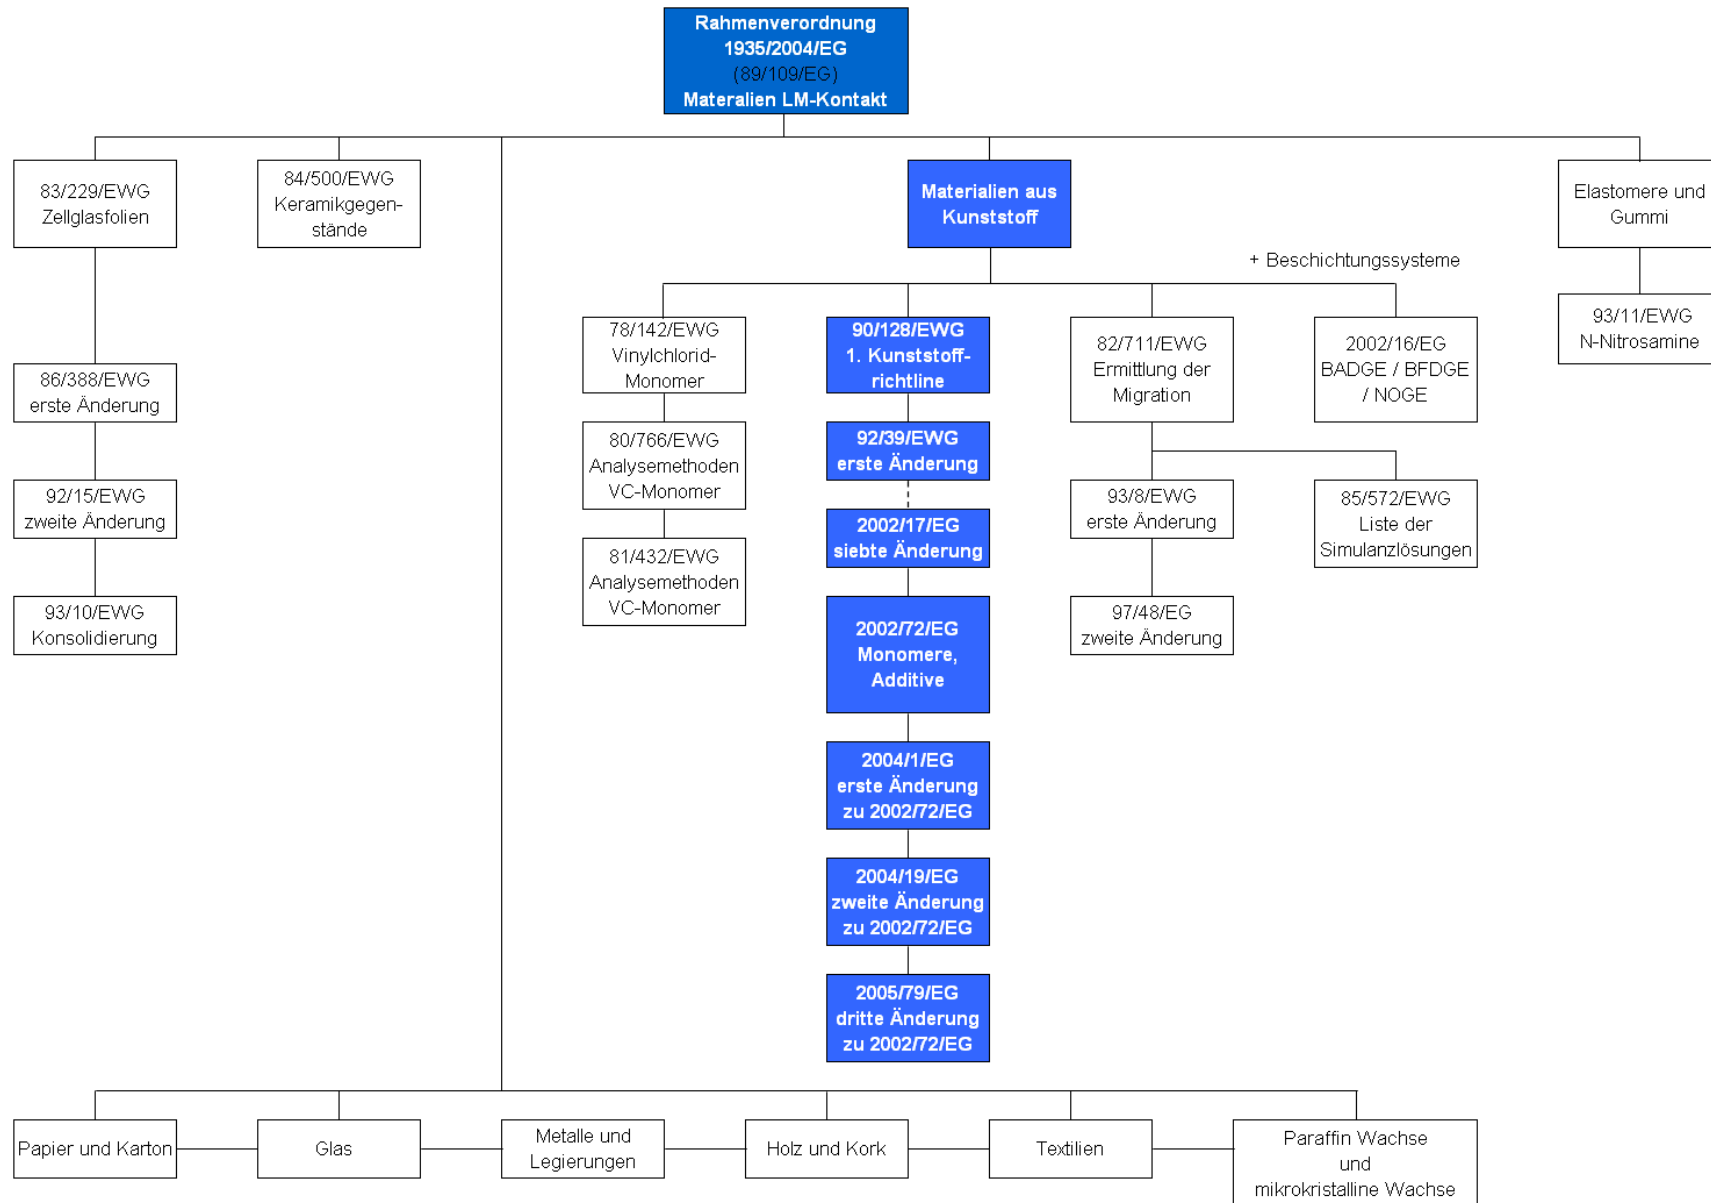 Rahmenverordnung
1935/2004/EG
(89/109/EG)
Materalien LM-Kontakt
83/229/EWG
Zellglasfolien
84/500/EWG
Keramikgegen-
stände
Materialien aus
Kunststoff
Elastomere und
Gummi
+ Beschichtungssysteme
86/388/EWG
erste Änderung
92/15/EWG
zweite Änderung
93/10/EWG
Konsolidierung
78/142/EWG
Vinylchlorid-
Monomer
80/766/EWG
Analysemethoden
VC-Monomer
81/432/EWG
Analysemethoden
VC-Monomer
90/128/EWG
1. Kunststoff-
richtline
92/39/EWG
erste Änderung
2002/17/EG
siebte Änderung
2002/72/EG
Monomere,
Additive
2004/1/EG
erste Änderung
zu 2002/72/EG
2004/19/EG
zweite Änderung
zu 2002/72/EG
2005/79/EG
dritte Änderung
zu 2002/72/EG
82/711/EWG
Ermittlung der
Migration
93/8/EWG
erste Änderung
97/48/EG
zweite Änderung
2002/16/EG
BADGE / BFDGE
/ NOGE
85/572/EWG
Liste der
Simulanzlösungen
93/11/EWG
N-Nitrosamine
Papier und Karton
Glas
Metalle und
Legierungen
Holz und Kork
Textilien
Paraffin Wachse
und
mikrokristalline Wachse